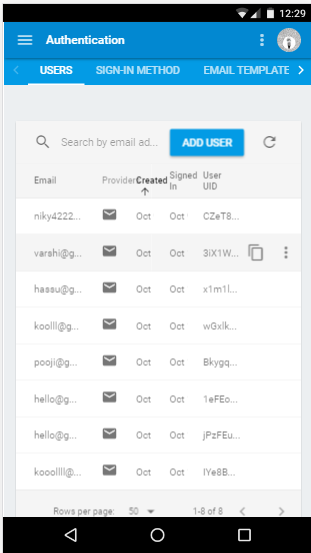 12:29
Authentication
USERS SIGN-IN METHOD EMAIL TEMPLATE
Search by email ad... ADD USER
Email Provider Created Signed In User UID
niky4222... Oct Oct CZeT8...
varshi@g... Oct Oct 3iX1W...
hassu@g... Oct Oct x1m1l...
koolll@g... Oct Oct wGxlk...
pooji@g... Oct Oct Bkygq...
hello@g... Oct Oct 1eFEo...
hello@g... Oct Oct jPzFEu...
kooollll@g... Oct Oct IYe8B...
Rows per page: 50 1-8 of 8